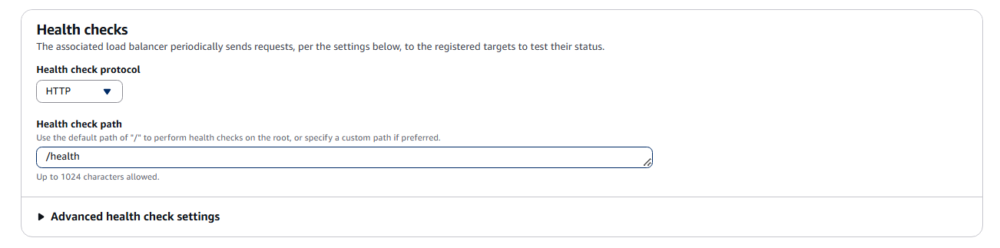 Health checks
The associated load balancer periodically sends requests, per the settings below, to the registered targets to test their status.
Health check protocol
HTTP
Health check path
Use the default path of "/" to perform health checks on the root, or specify a custom path if preferred.
/health
Up to 1024 characters allowed.
Advanced health check settings